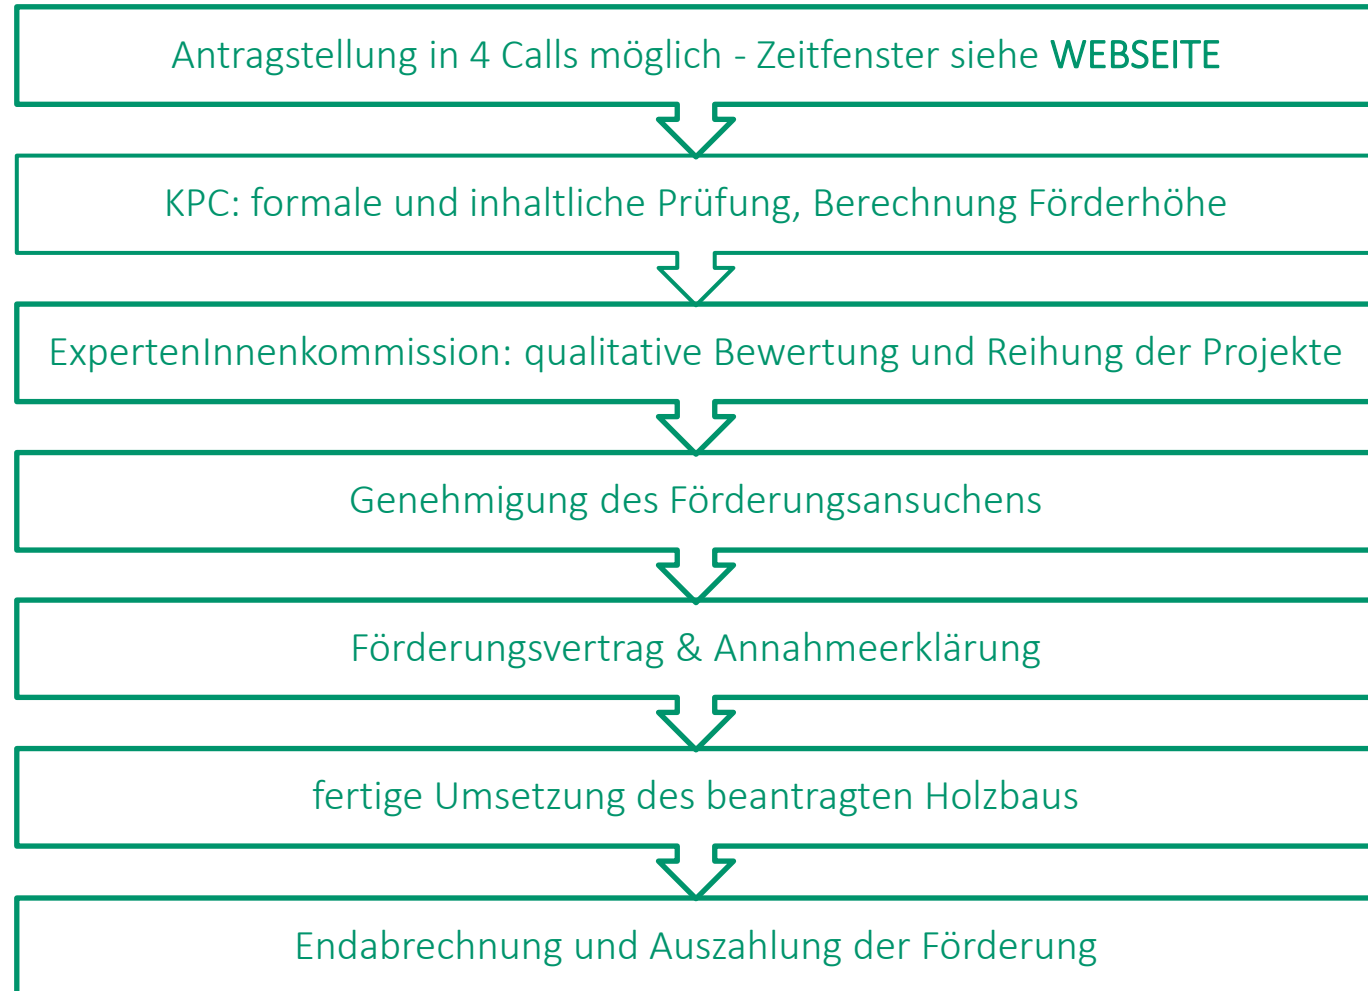 Antragstellung in 4 Calls möglich - Zeitfenster siehe WEBSEITE
KPC: formale und inhaltliche Prüfung, Berechnung Förderhöhe
ExpertenInnenkommission: qualitative Bewertung und Reihung der Projekte
Genehmigung des Förderungsansuchens
Förderungsvertrag & Annahmeerklärung
fertige Umsetzung des beantragten Holzbaus
Endabrechnung und Auszahlung der Förderung